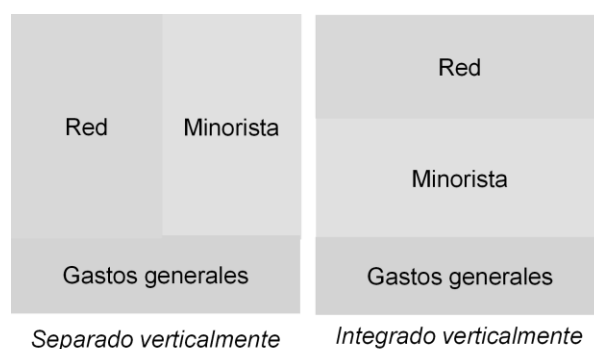 Red
Minorista
Gastos generales
Separado verticalmente
Red
Minorista
Gastos generales
Integrado verticalmente